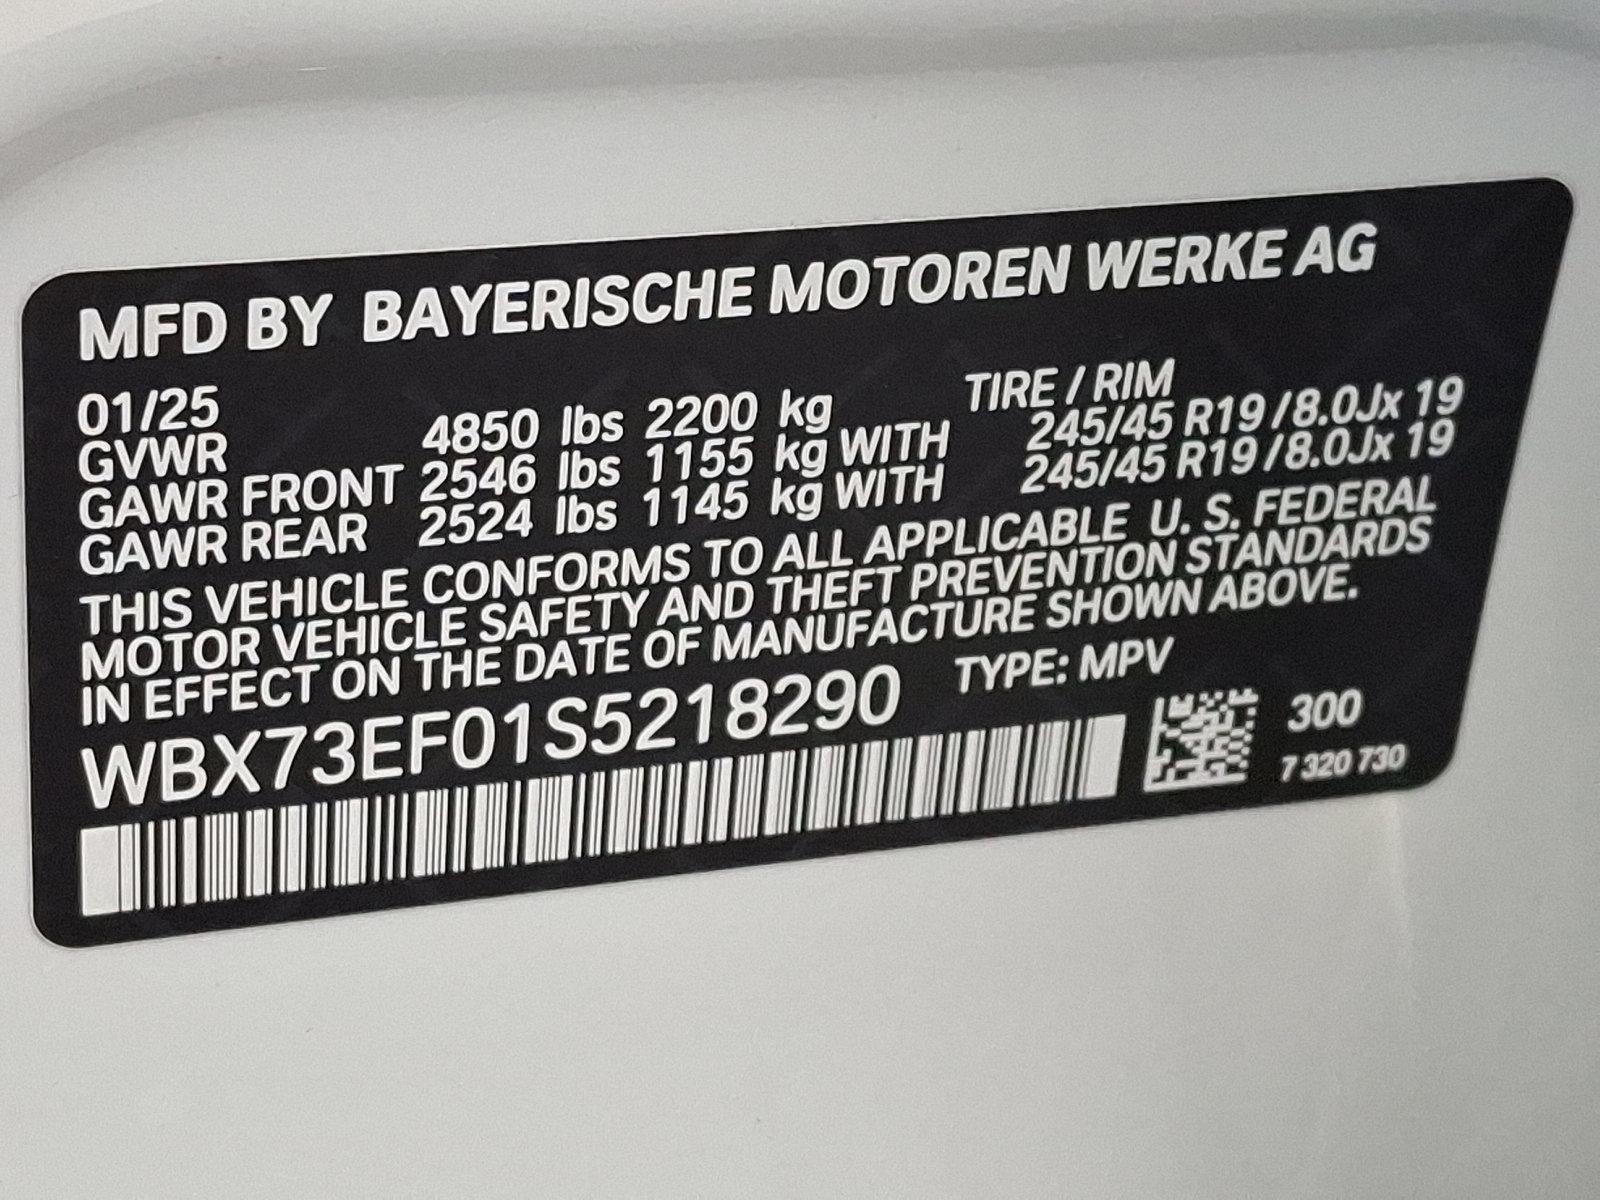 MFD BY BAYERISCHE MOTOREN WERKE AG
01/25 TIRE / RIM
GVWR 4850 lbs 2200 kg
GAWR FRONT 2546 lbs 1155 kg WITH 245/45 R19 / 8.0Jx 19
GAWR REAR 2524 lbs 1145 kg WITH 245/45 R19 / 8.0Jx 19
THIS VEHICLE CONFORMS TO ALL APPLICABLE U. S. FEDERAL
MOTOR VEHICLE SAFETY AND THEFT PREVENTION STANDARDS
IN EFFECT ON THE DATE OF MANUFACTURE SHOWN ABOVE.
WBX73EF01S5218290 TYPE: MPV
300
7 320 730